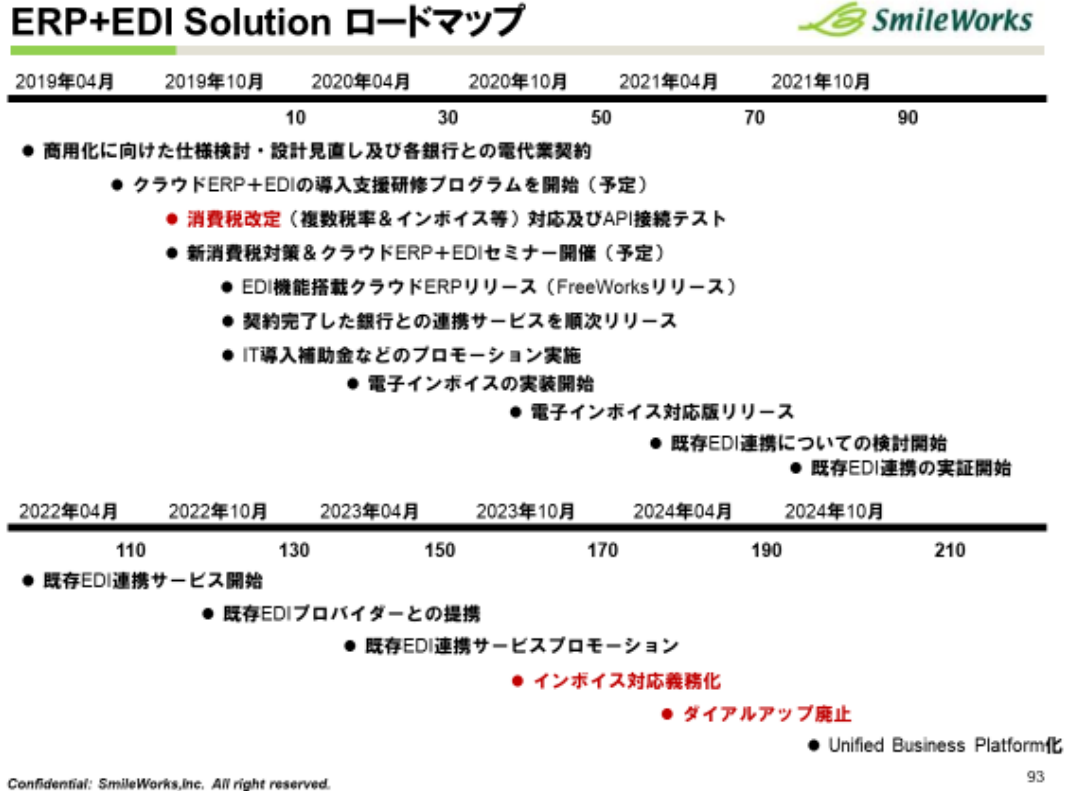 ERP+EDI Solution ロードマップ
SmileWorks
2019年04月 2019年10月 2020年04月 2020年10月 2021年04月 2021年10月
10 30 50 70 90
● 商用化に向けた仕様検討・設計見直し及び各銀行との電代業契約
● クラウドERP+EDIの導入支援研修プログラムを開始(予定)
● 消費税改定(複数税率&インボイス等)対応及びAPI接続テスト
● 新消費税対策&クラウドERP+EDIセミナー開催(予定)
● EDI機能搭載クラウドERPリリース(FreeWorksリリース)
● 契約完了した銀行との連携サービスを順次リリース
● IT導入補助金などのプロモーション実施
● 電子インボイスの実装開始
● 電子インボイス対応版リリース
● 既存EDI連携についての検討開始
● 既存EDI連携の実証開始
2022年04月 2022年10月 2023年04月 2023年10月 2024年04月 2024年10月
110 130 150 170 190 210
● 既存EDI連携サービス開始
● 既存EDIプロバイダーとの提携
● 既存EDI連携サービスプロモーション
● インボイス対応義務化
● ダイアルアップ廃止
● Unified Business Platform化
Confidential: SmileWorks,Inc. All right reserved.
93